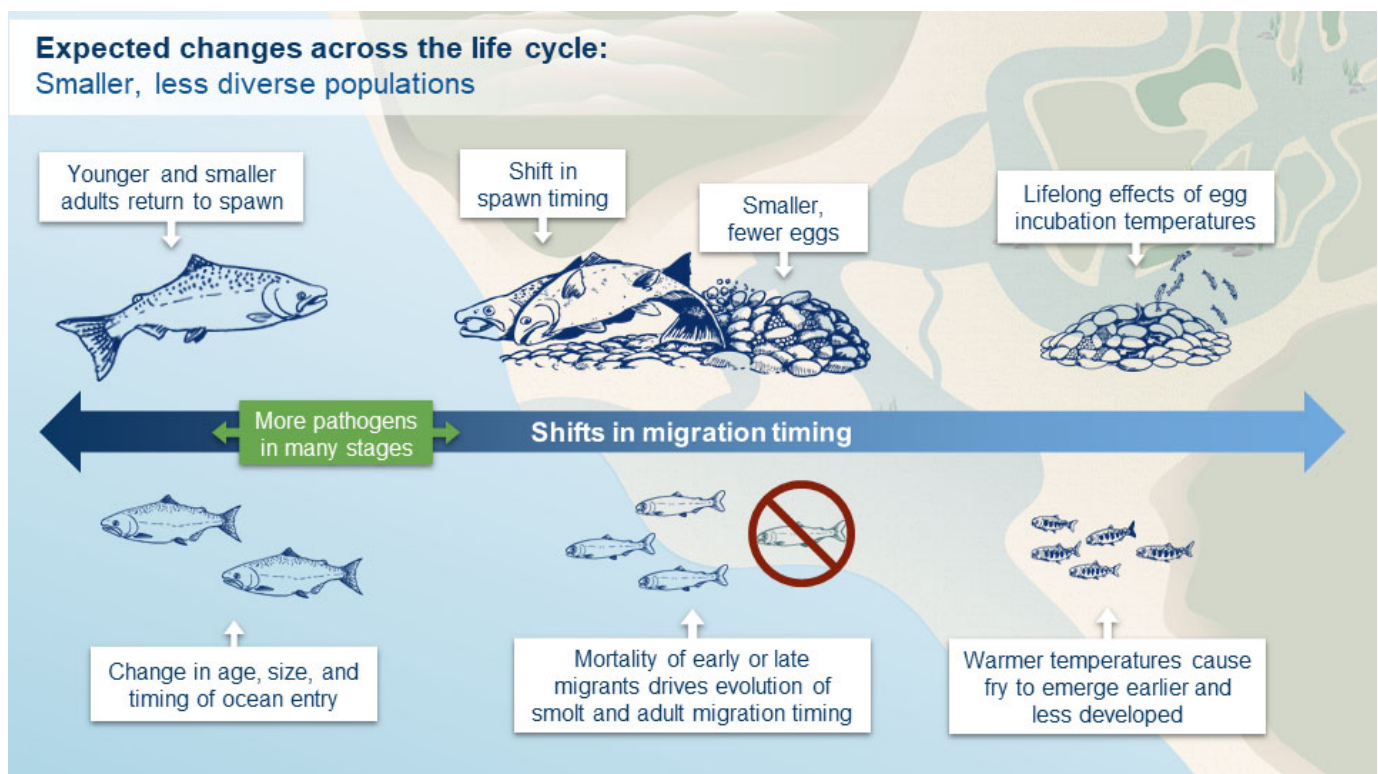 Expected changes across the life cycle:
Smaller, less diverse populations
Younger and smaller
adults return to spawn
Shift in
spawn timing
Smaller,
fewer eggs
Lifelong effects of egg
incubation temperatures
More pathogens
in many stages
Shifts in migration timing
Change in age, size, and
timing of ocean entry
Mortality of early or late
migrants drives evolution of
smolt and adult migration timing
Warmer temperatures cause
fry to emerge earlier and
less developed